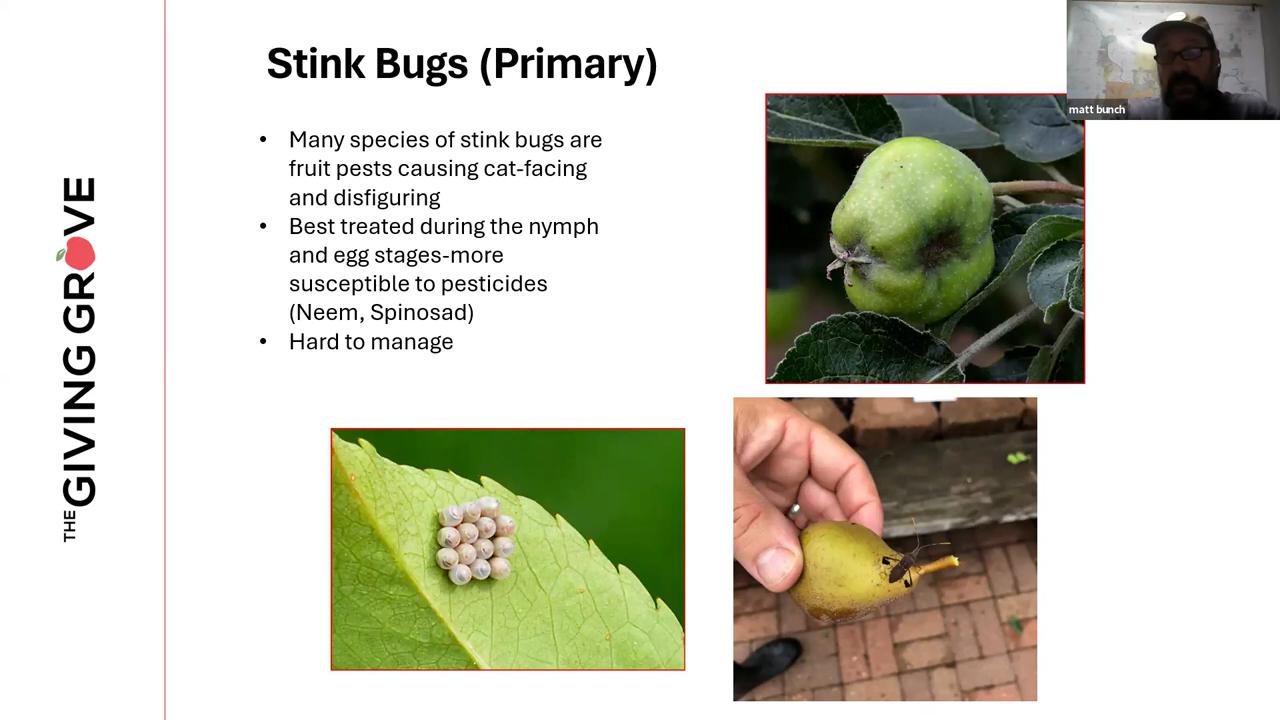 Stink Bugs (Primary)
matt bunch
• Many species of stink bugs are
fruit pests causing cat-facing
and disfiguring
• Best treated during the nymph
and egg stages-more
susceptible to pesticides
(Neem, Spinosad)
• Hard to manage
THE GIVING GROVE